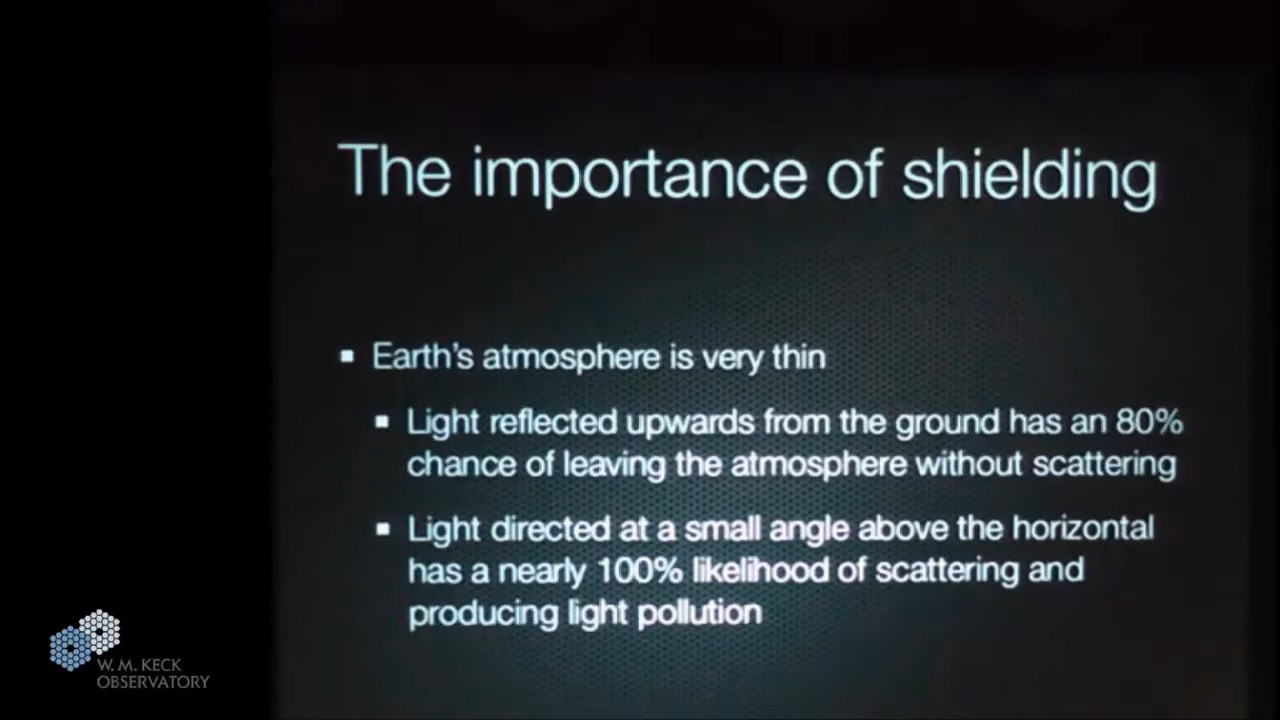 The importance of shielding
▪ Earth's atmosphere is very thin
▪ Light reflected upwards from the ground has an 80%
chance of leaving the atmosphere without scattering
▪ Light directed at a small angle above the horizontal
has a nearly 100% likelihood of scattering and
producing light pollution
W. M. KECK
OBSERVATORY